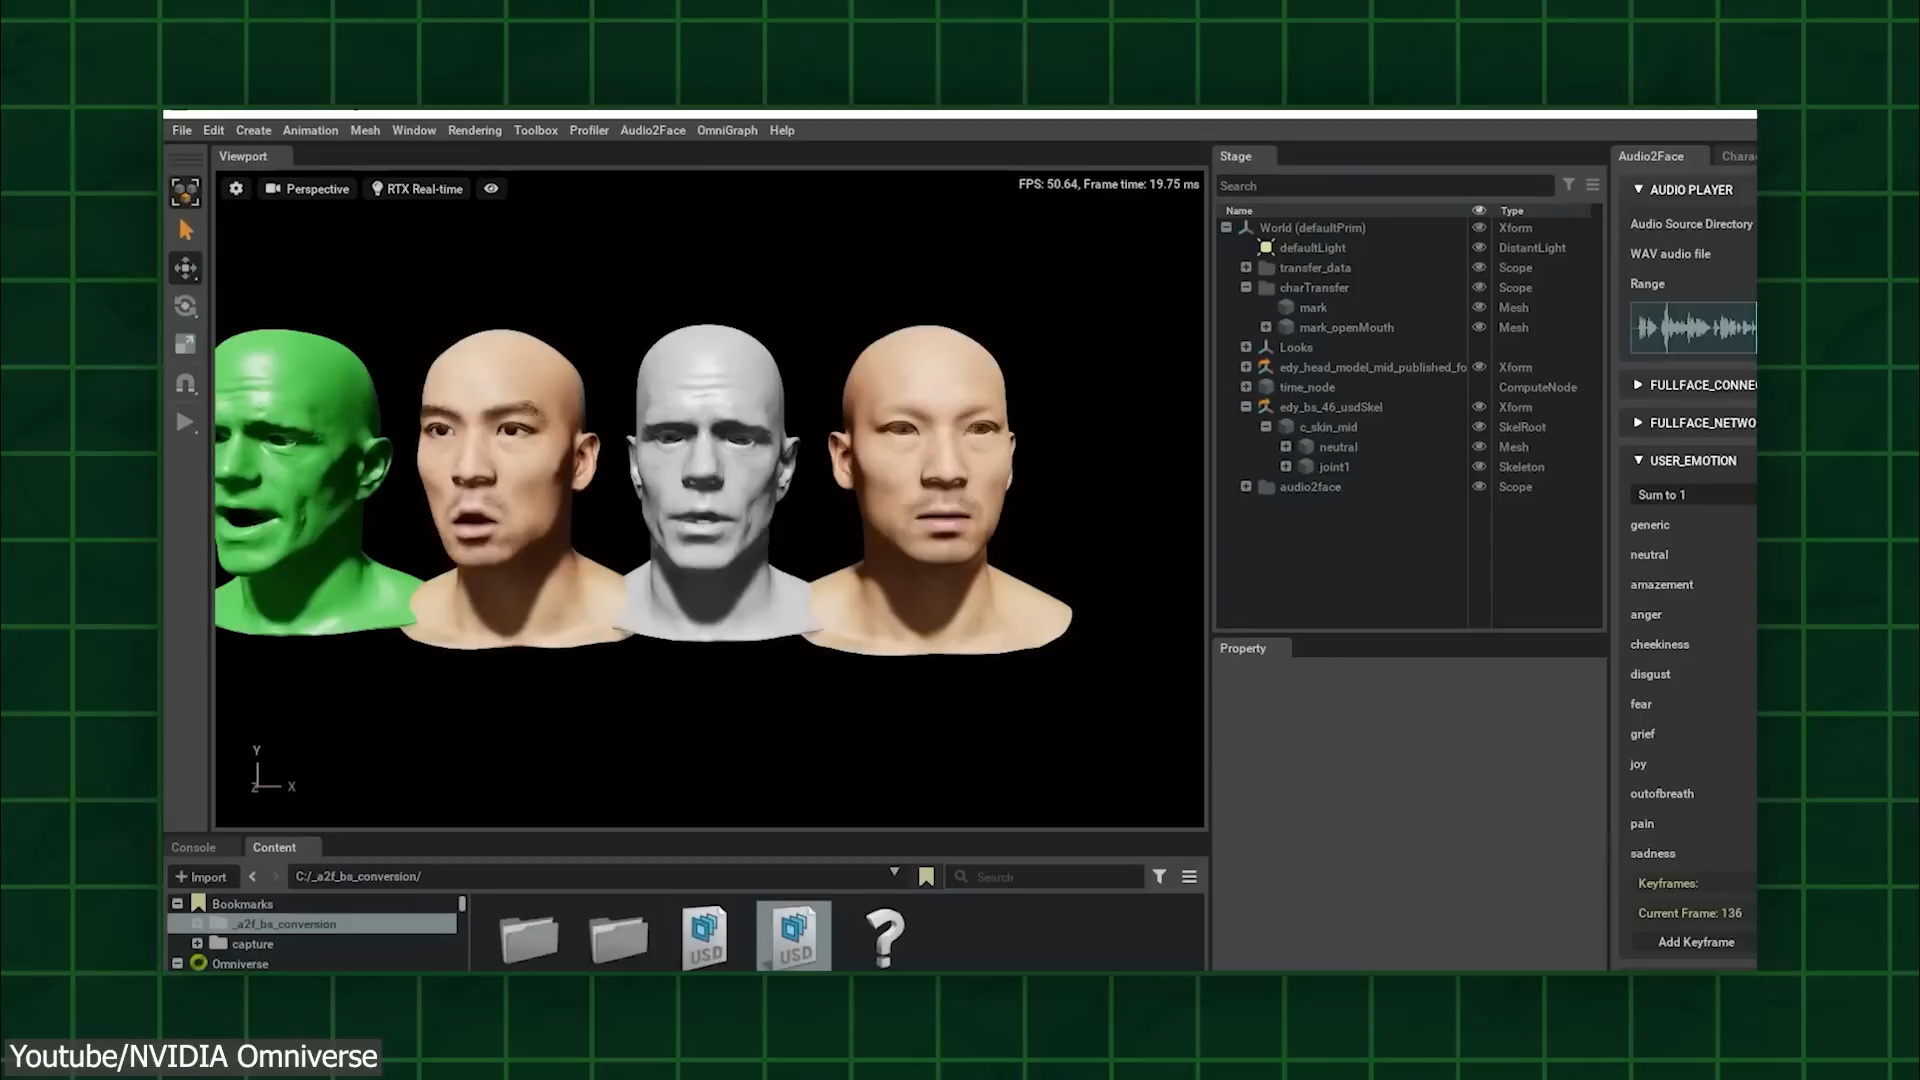 File Edit Create Animation Mesh Window Rendering Toolbox Profiler Audio2Face OmniGraph Help
Viewport
Perspective
RTX Real-time
FPS: 50.64, Frame time: 19.75 ms
Y
Z
X
Stage
Search
Name Type
World (defaultPrim) Xform
defaultLight DistantLight
transfer_data Scope
charTransfer Scope
mark Mesh
mark_openMouth Mesh
Looks
edy_head_model_mid_published_fo Xform
time_node ComputeNode
edy_bs_46_usdSkel Xform
c_skin_mid SkelRoot
neutral Mesh
joint1 Skeleton
audio2face Scope
Property
Audio2Face Chara
AUDIO PLAYER
Audio Source Directory
WAV audio file
Range
FULLFACE_CONNE
FULLFACE_NETWO
USER_EMOTION
Sum to 1
generic
neutral
amazement
anger
cheekiness
disgust
fear
grief
joy
outofbreath
pain
sadness
Keyframes:
Current Frame: 136
Add Keyframe
Console Content
+ Import
C:/_a2f_bs_conversion/
Search
Bookmarks
_a2f_bs_conversion
capture
Omniverse
USD
USD
?
Youtube/NVIDIA Omniverse